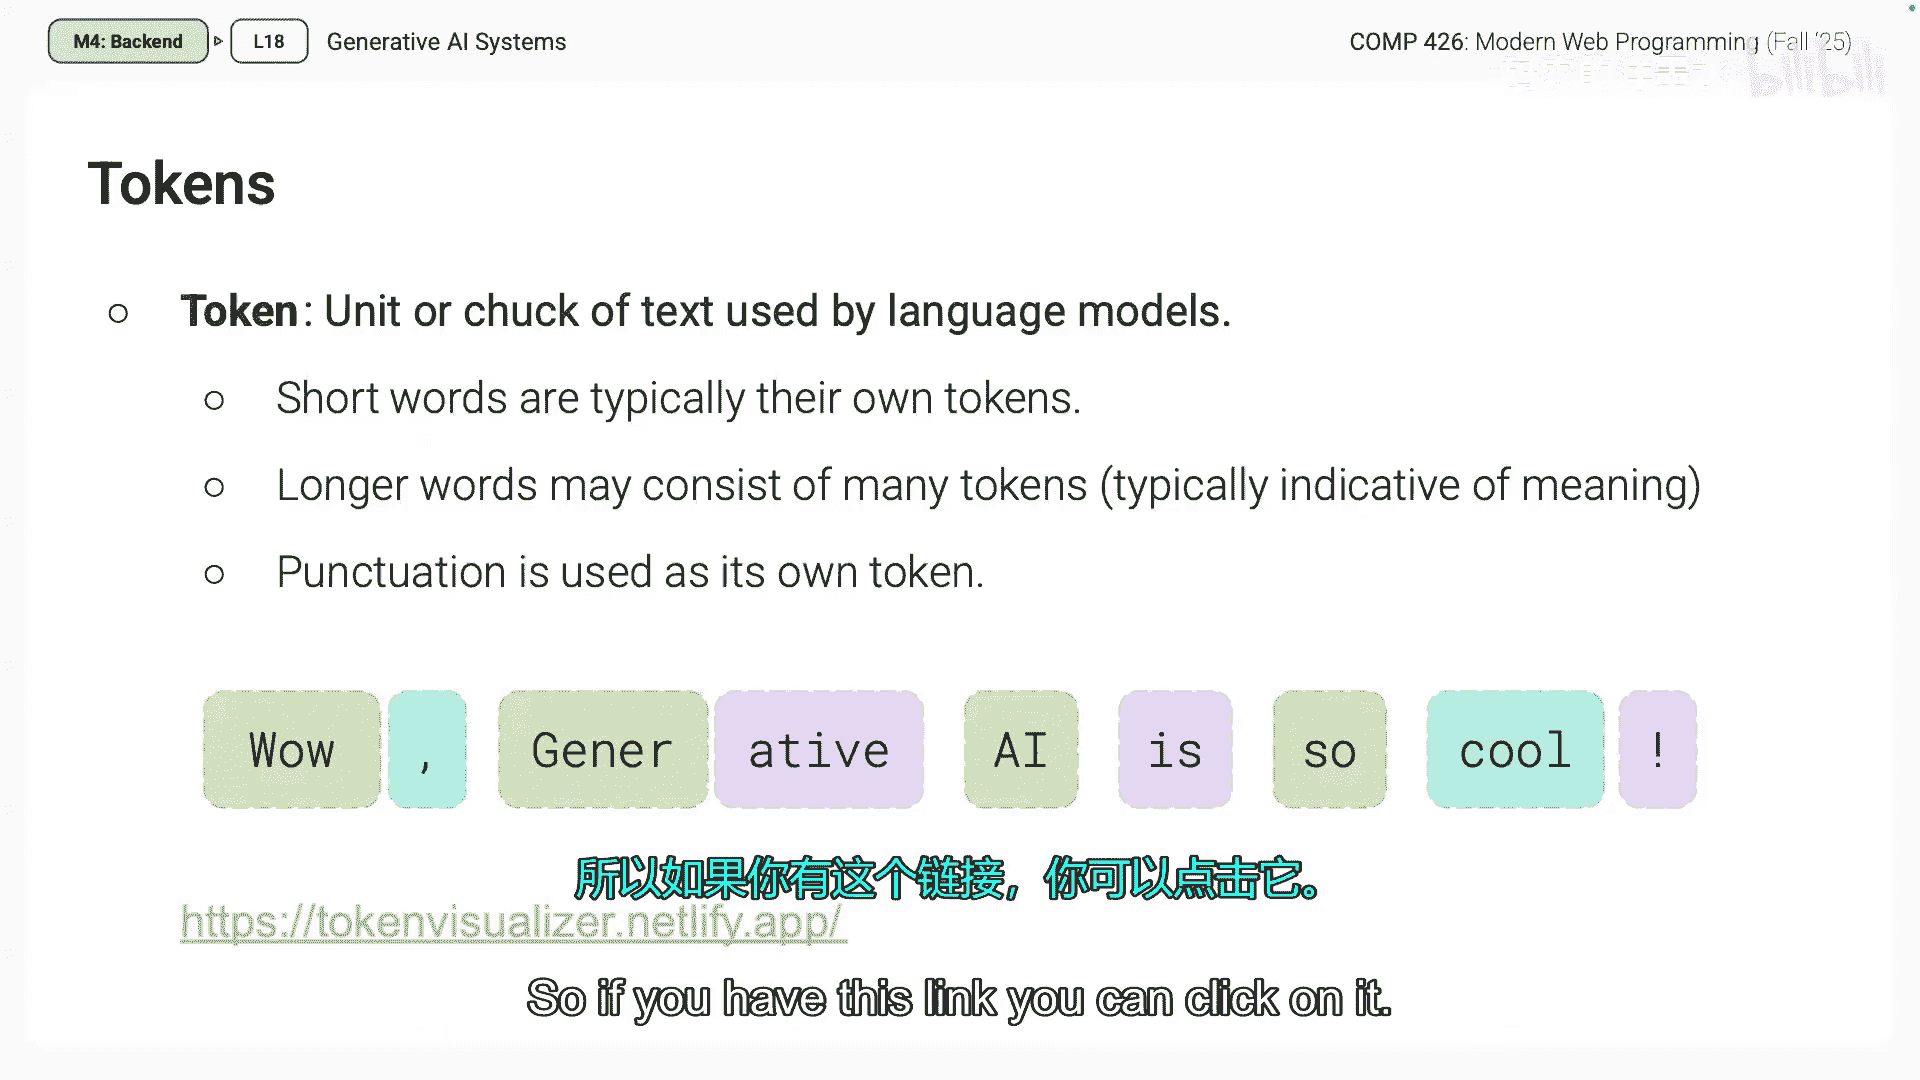 M4: Backend L18 Generative AI Systems COMP 426: Modern Web Programming (Fall ‘25)
bilibili
Tokens
Token: Unit or chuck of text used by language models.
Short words are typically their own tokens.
Longer words may consist of many tokens (typically indicative of meaning)
Punctuation is used as its own token.
Wow , Gener ative AI is so cool !
所以如果你有这个链接，你可以点击它。
https://tokenvisualizer.netlify.app/
So if you have this link you can click on it.